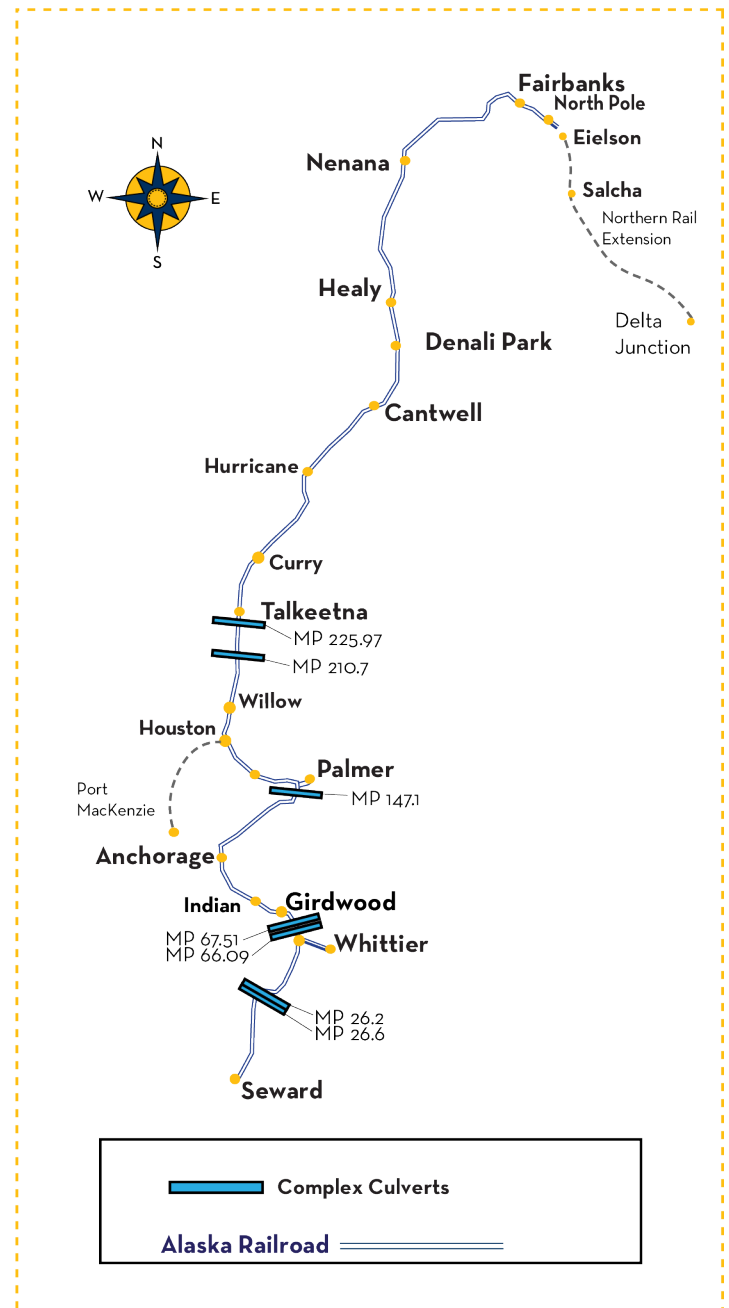 Fairbanks
North Pole
Eielson
N
Nenana
W
E
Salcha
Northern Rail
Extension
S
Healy
Delta
Junction
Denali Park
Cantwell
Hurricane
Curry
Talkeetna
MP 225.97
MP 210.7
Willow
Houston
Palmer
Port
MacKenzie
MP 147.1
Anchorage
Indian
Girdwood
MP 67.51
MP 66.09
Whittier
MP 26.2
MP 26.6
Seward
Complex Culverts
Alaska Railroad